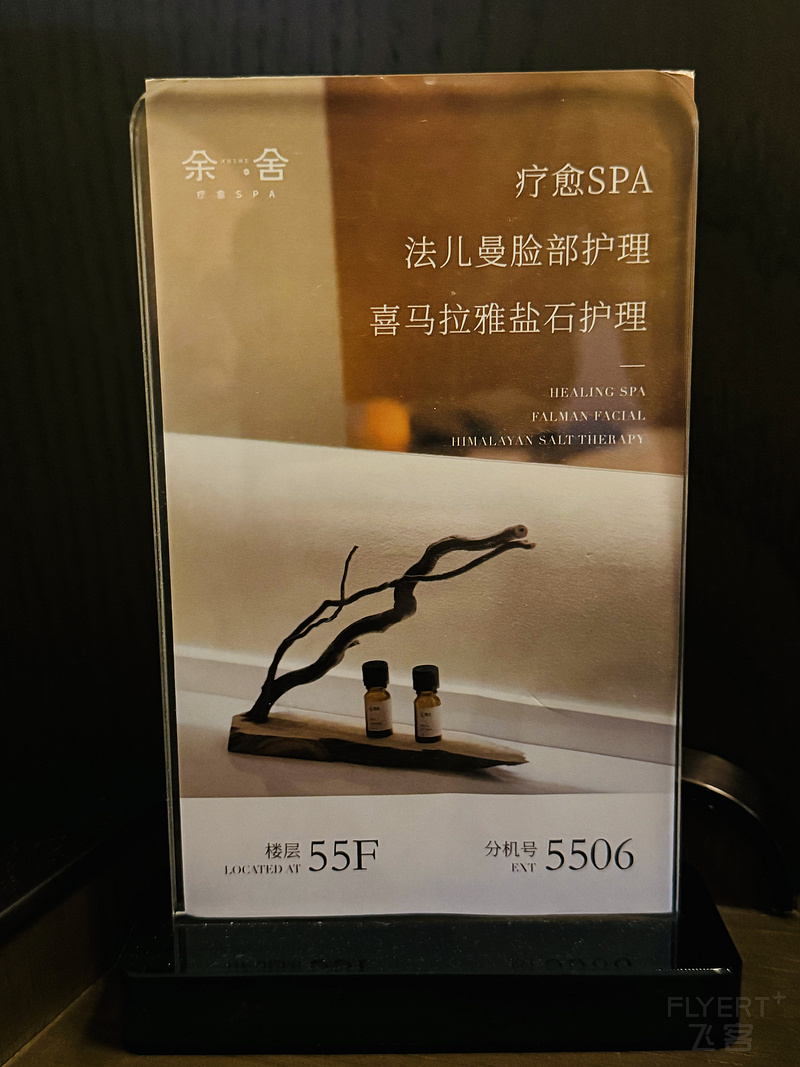 余舍
疗愈SPA
疗愈SPA
法儿曼脸部护理
喜马拉雅盐石护理
HEALING SPA
FALMAN FACIAL
HIMALAYAN SALT THERAPY
楼层 55F
LOCATED AT
分机号 5506
EXT
FLYERT+
飞客